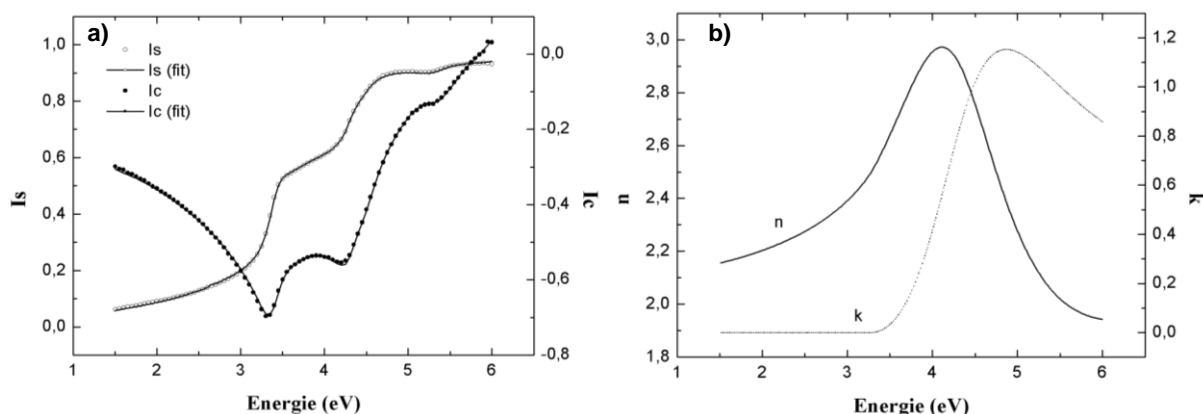 a)
1,0
0,8
0,6
0,4
0,2
0,0
Is
Is
Is (fit)
Ic
Ic (fit)
0,0
-0,2
-0,4
-0,6
-0,8
Ic
1 2 3 4 5 6
Energie (eV)
b)
3,0
2,8
2,6
2,4
2,2
2,0
1,8
n
n
k
1,2
1,0
0,8
0,6
0,4
0,2
0,0
k
1 2 3 4 5 6 7
Energie (eV)